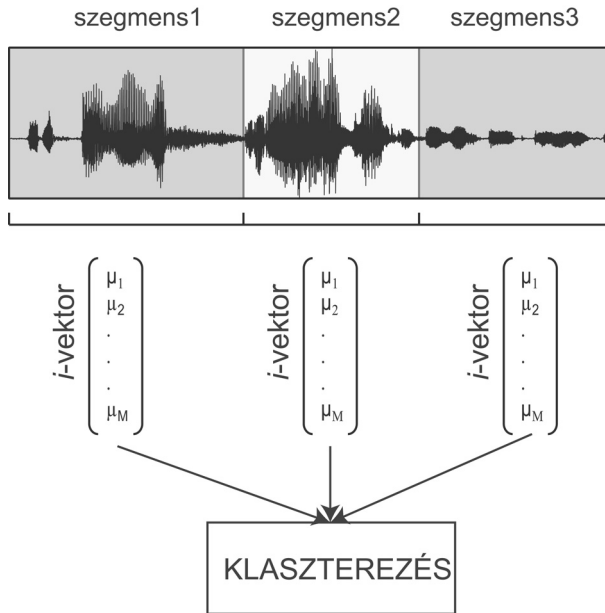 szegmens1 szegmens2 szegmens3
i-vektor μ1 μ2 . . . μM
i-vektor μ1 μ2 . . . μM
i-vektor μ1 μ2 . . . μM
KLASZTEREZÉS